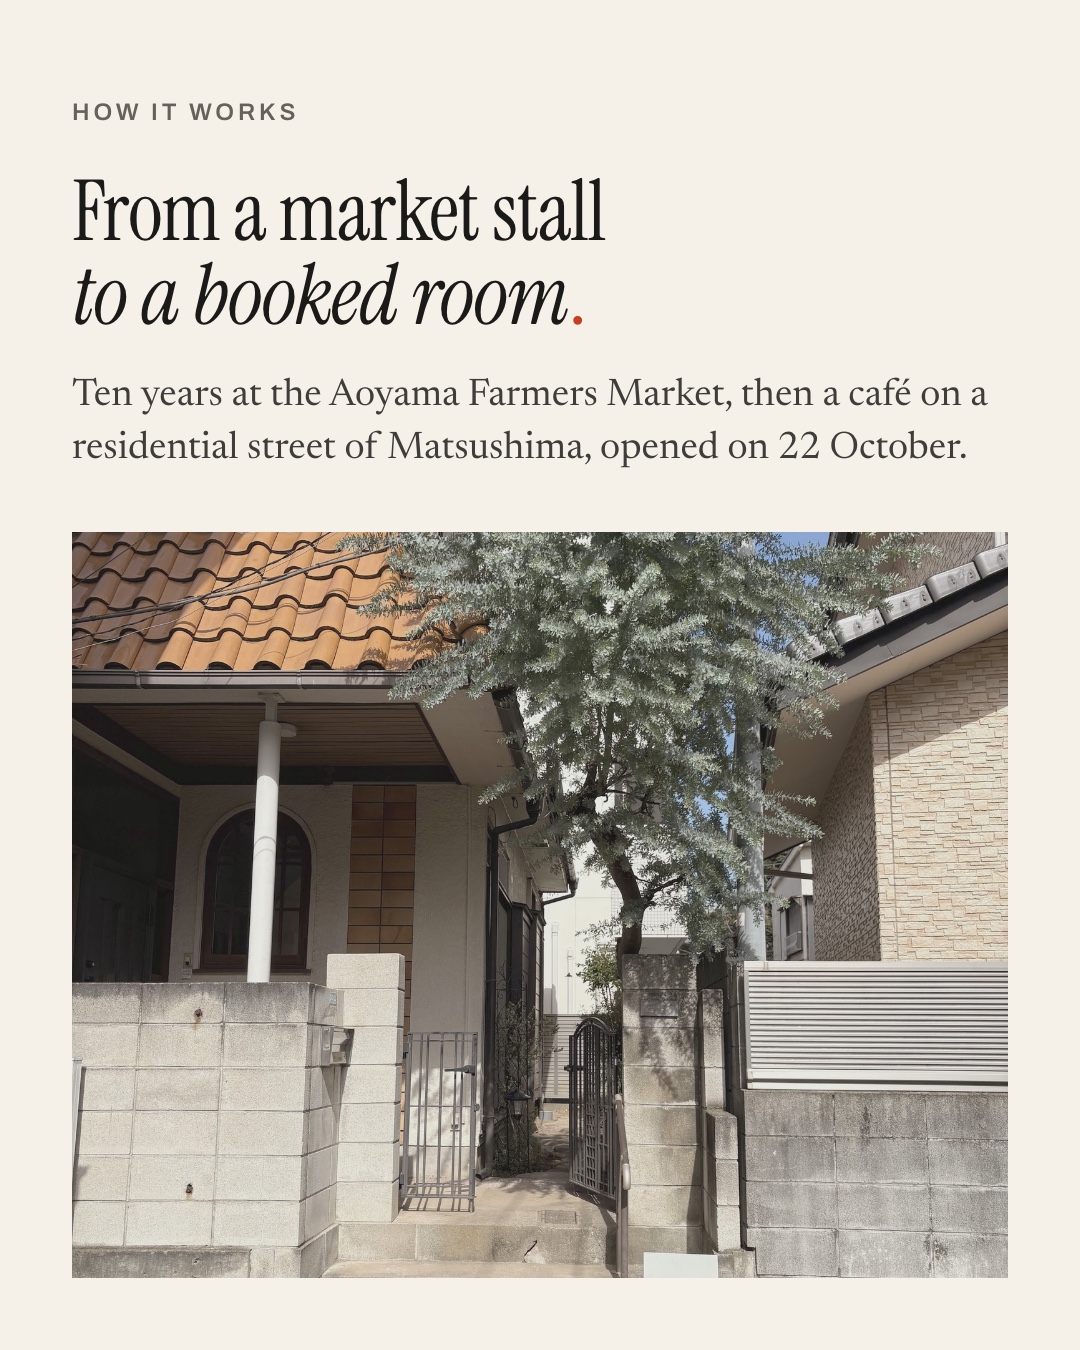 HOW IT WORKS
From a market stall
to a booked room.
Ten years at the Aoyama Farmers Market, then a café on a
residential street of Matsushima, opened on 22 October.